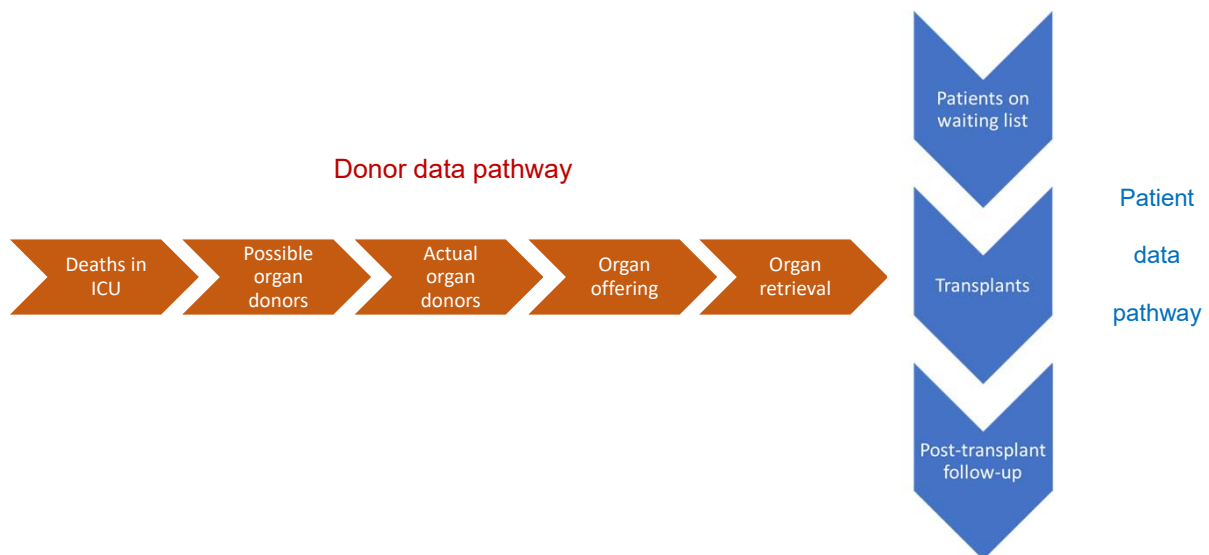 Donor data pathway
Deaths in
ICU
Possible
organ
donors
Actual
organ
donors
Organ
offering
Organ
retrieval
Patients on
waiting list
Transplants
Post-transplant
follow-up
Patient
data
pathway